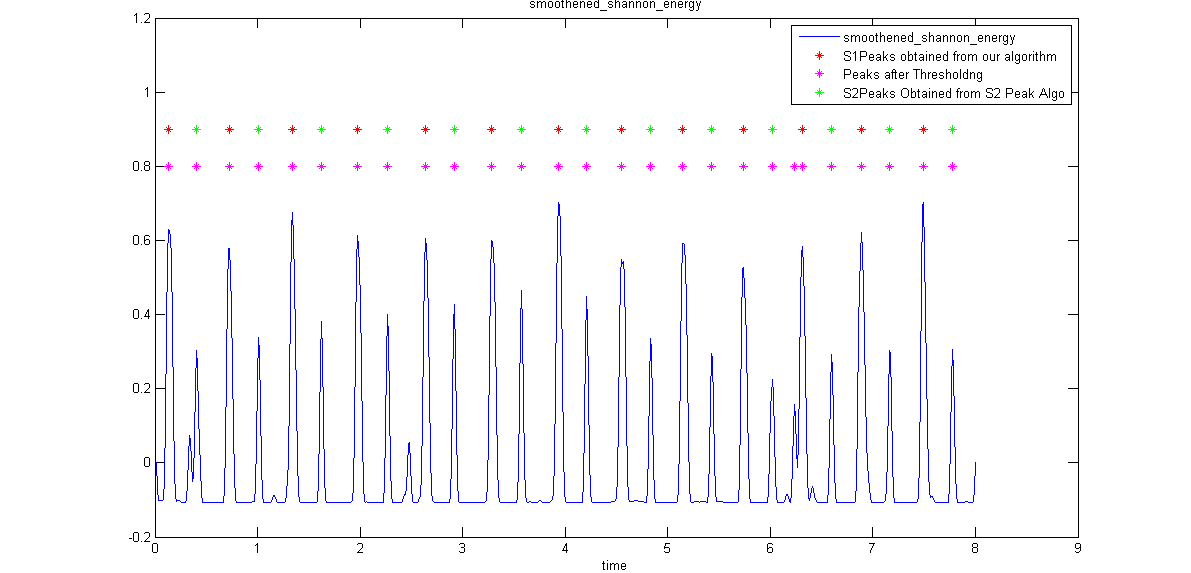 smoothened_shannon_energy
smoothened_shannon_energy
S1Peaks obtained from our algorithm
Peaks after Thresholdng
S2Peaks Obtained from S2 Peak Algo
1.2
1
0.8
0.6
0.4
0.2
0
-0.2
0 1 2 3 4 5 6 7 8 9
time